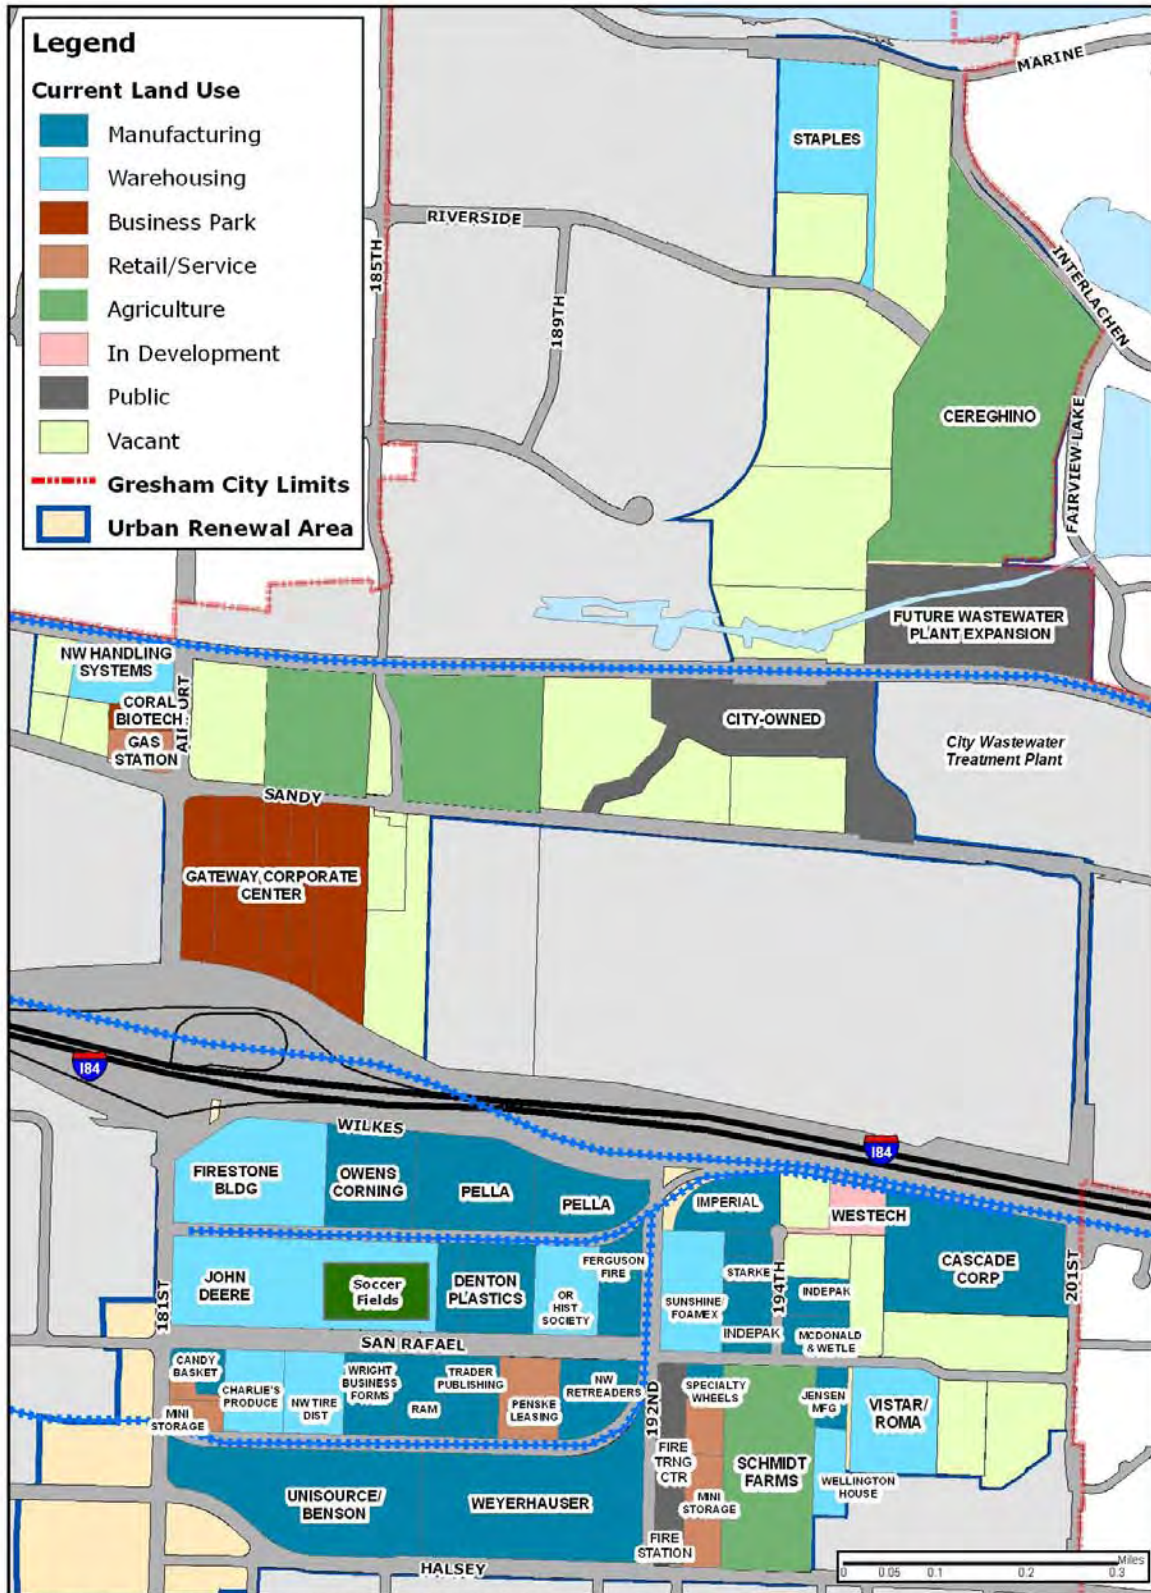 Legend
Current Land Use
Manufacturing
Warehousing
Business Park
Retail/Service
Agriculture
In Development
Public
Vacant
Gresham City Limits
Urban Renewal Area
MARINE
STAPLES
RIVERSIDE
185TH
189TH
INTERLACHEN
CEREGHINO
FAIRVIEW LAKE
FUTURE WASTEWATER
PLANT EXPANSION
NW HANDLING
SYSTEMS
CORAL
BIOTECH
GAS
STATION
AIRPORT
CITY-OWNED
City Wastewater
Treatment Plant
SANDY
GATEWAY CORPORATE
CENTER
I84
WILKES
I84
FIRESTONE
BLDG
OWENS
CORNING
PELLA
PELLA
IMPERIAL
WESTECH
CASCADE
CORP
201ST
JOHN
DEERE
Soccer
Fields
DENTON
PLASTICS
OR
HIST
SOCIETY
FERGUSON
FIRE
SUNSHINE/
FOAMEX
STARKE
194TH
INDEPAK
INDEPAK
MCDONALD
& WETLE
181ST
SAN RAFAEL
CANDY
BASKET
MINI
STORAGE
CHARLIE'S
PRODUCE
NW TIRE
DIST
WRIGHT
BUSINESS
FORMS
RAM
TRADER
PUBLISHING
PENSKE
LEASING
NW
RETREADERS
192ND
SPECIALTY
WHEELS
JENSEN
MFG
VISTAR/
ROMA
FIRE
TRNG
CTR
MINI
STORAGE
SCHMIDT
FARMS
WELLINGTON
HOUSE
UNISOURCE/
BENSON
WEYERHAUSER
FIRE
STATION
HALSEY
Miles
0 0.05 0.1 0.2 0.3